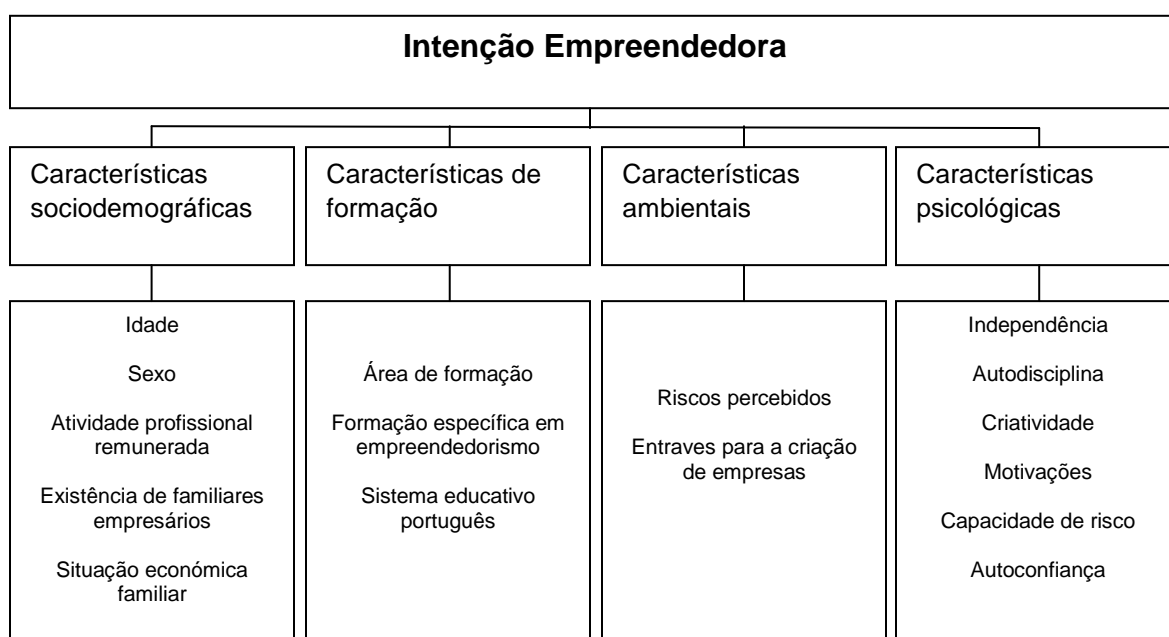 Intenção Empreendedora
Características
sociodemográficas
Características de
formação
Características
ambientais
Características
psicológicas
Idade
Sexo
Atividade profissional
remunerada
Existência de familiares
empresários
Situação económica
familiar
Área de formação
Formação específica em
empreendedorismo
Sistema educativo
português
Riscos percebidos
Entraves para a criação
de empresas
Independência
Autodisciplina
Criatividade
Motivações
Capacidade de risco
Autoconfiança